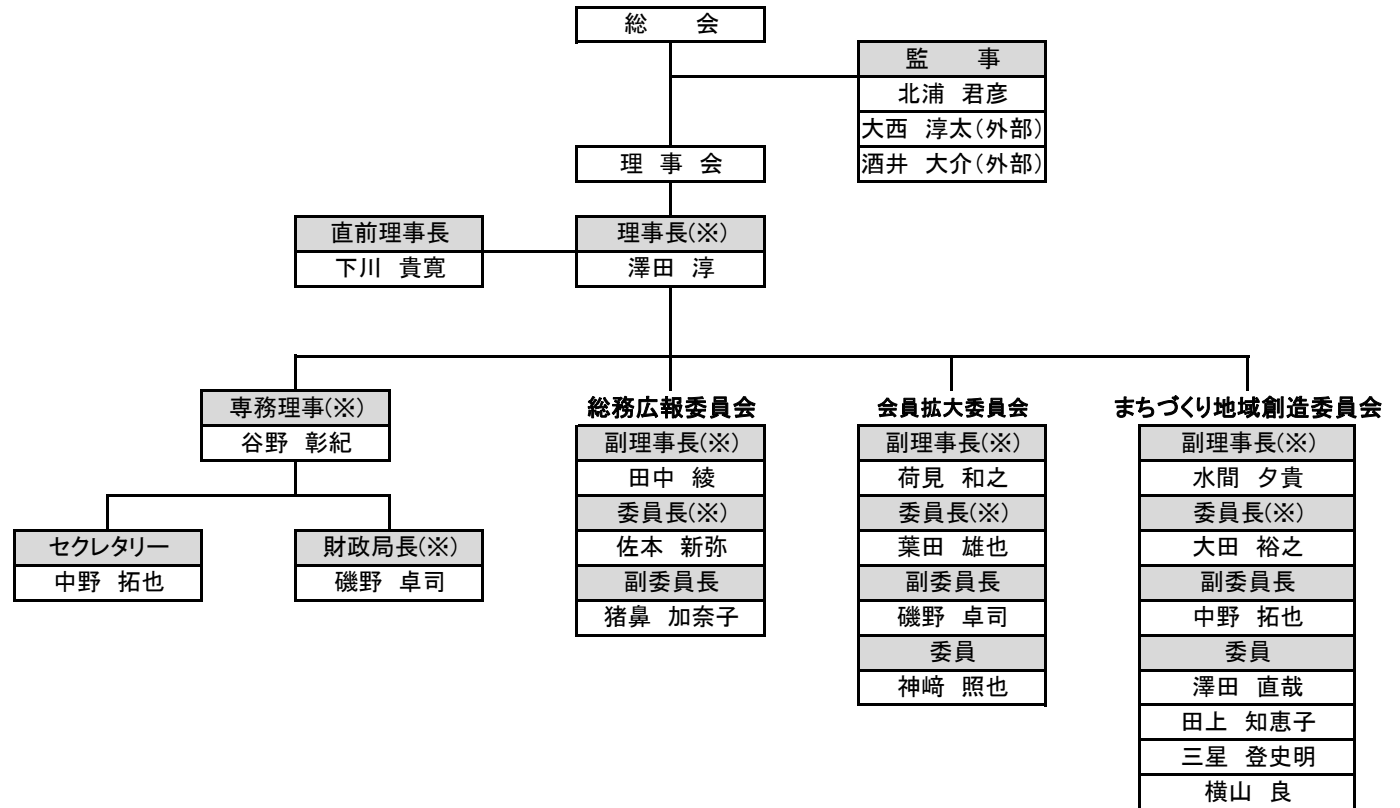 総　会
監　事
北浦　君彦
大西　淳太(外部)
酒井　大介(外部)
理 事 会
直前理事長
下川　貴寛
理事長(※)
澤田 淳
専務理事(※)
谷野 彰紀
セクレタリー
中野 拓也
財政局長(※)
磯野 卓司
総務広報委員会
副理事長(※)
田中 綾
委員長(※)
佐本 新弥
副委員長
猪鼻 加奈子
会員拡大委員会
副理事長(※)
荷見 和之
委員長(※)
葉田 雄也
副委員長
磯野 卓司
委員
神﨑 照也
まちづくり地域創造委員会
副理事長(※)
水間 夕貴
委員長(※)
大田 裕之
副委員長
中野 拓也
委員
澤田 直哉
田上 知恵子
三星 登史明
横山 良